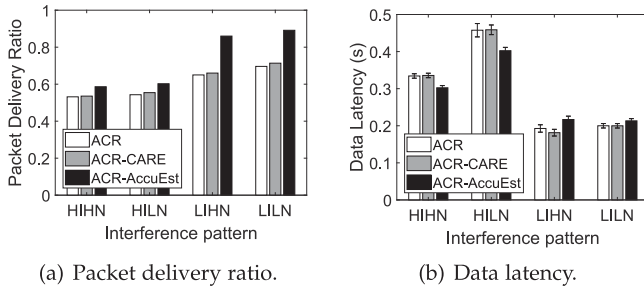 1
0.8
0.6
0.4
0.2
0
Packet Delivery Ratio
ACR
ACR-CARE
ACR-AccuEst
HIHN HILN LIHN LILN
Interference pattern
(a) Packet delivery ratio.
0.5
0.4
0.3
0.2
0.1
0
Data Latency (s)
ACR
ACR-CARE
ACR-AccuEst
HIHN HILN LIHN LILN
Interference pattern
(b) Data latency.